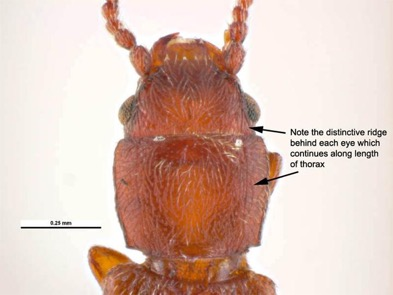 Note the distinctive ridge
behind each eye which
continues along length
of thorax
0.25 mm